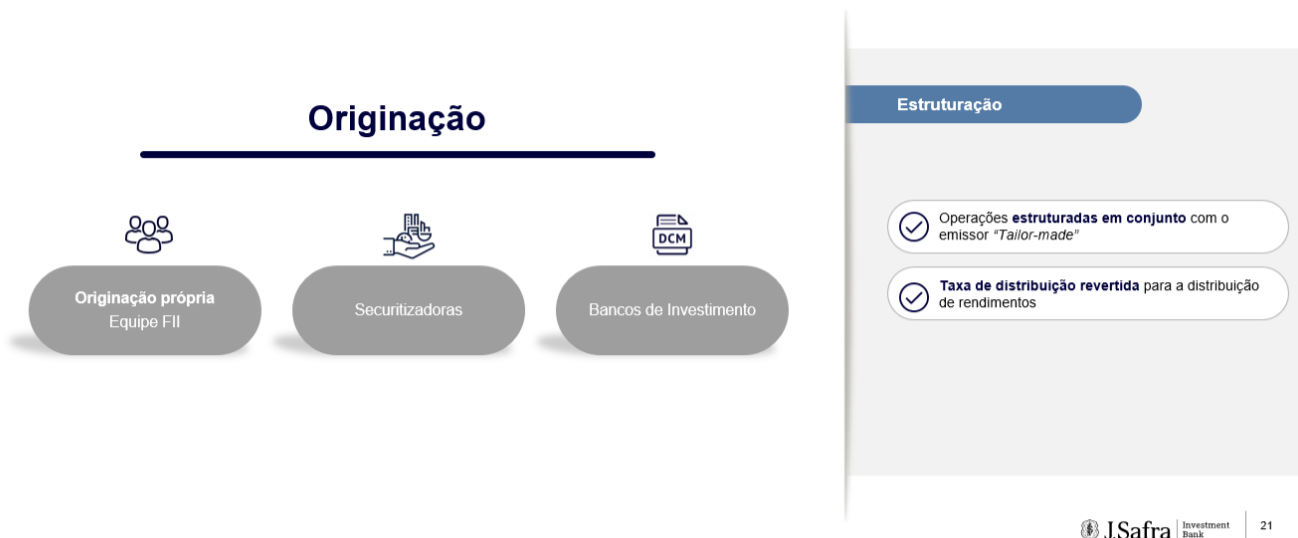 Originação
DCM
Originação própria
Equipe FII
Securitizadoras
Bancos de Investimento
Estruturação
Operações estruturadas em conjunto com o
emissor “Tailor-made”
Taxa de distribuição revertida para a distribuição
de rendimentos
J.Safra
Investment
Bank
21